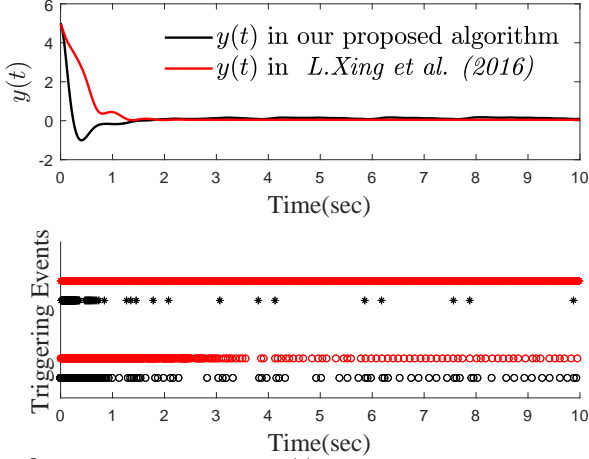 6
4
2
0
-2
y(t)
y(t) in our proposed algorithm
y(t) in L.Xing et al. (2016)
0 1 2 3 4 5 6 7 8 9 10
Time(sec)
Triggering Events
0 1 2 3 4 5 6 7 8 9 10
Time(sec)